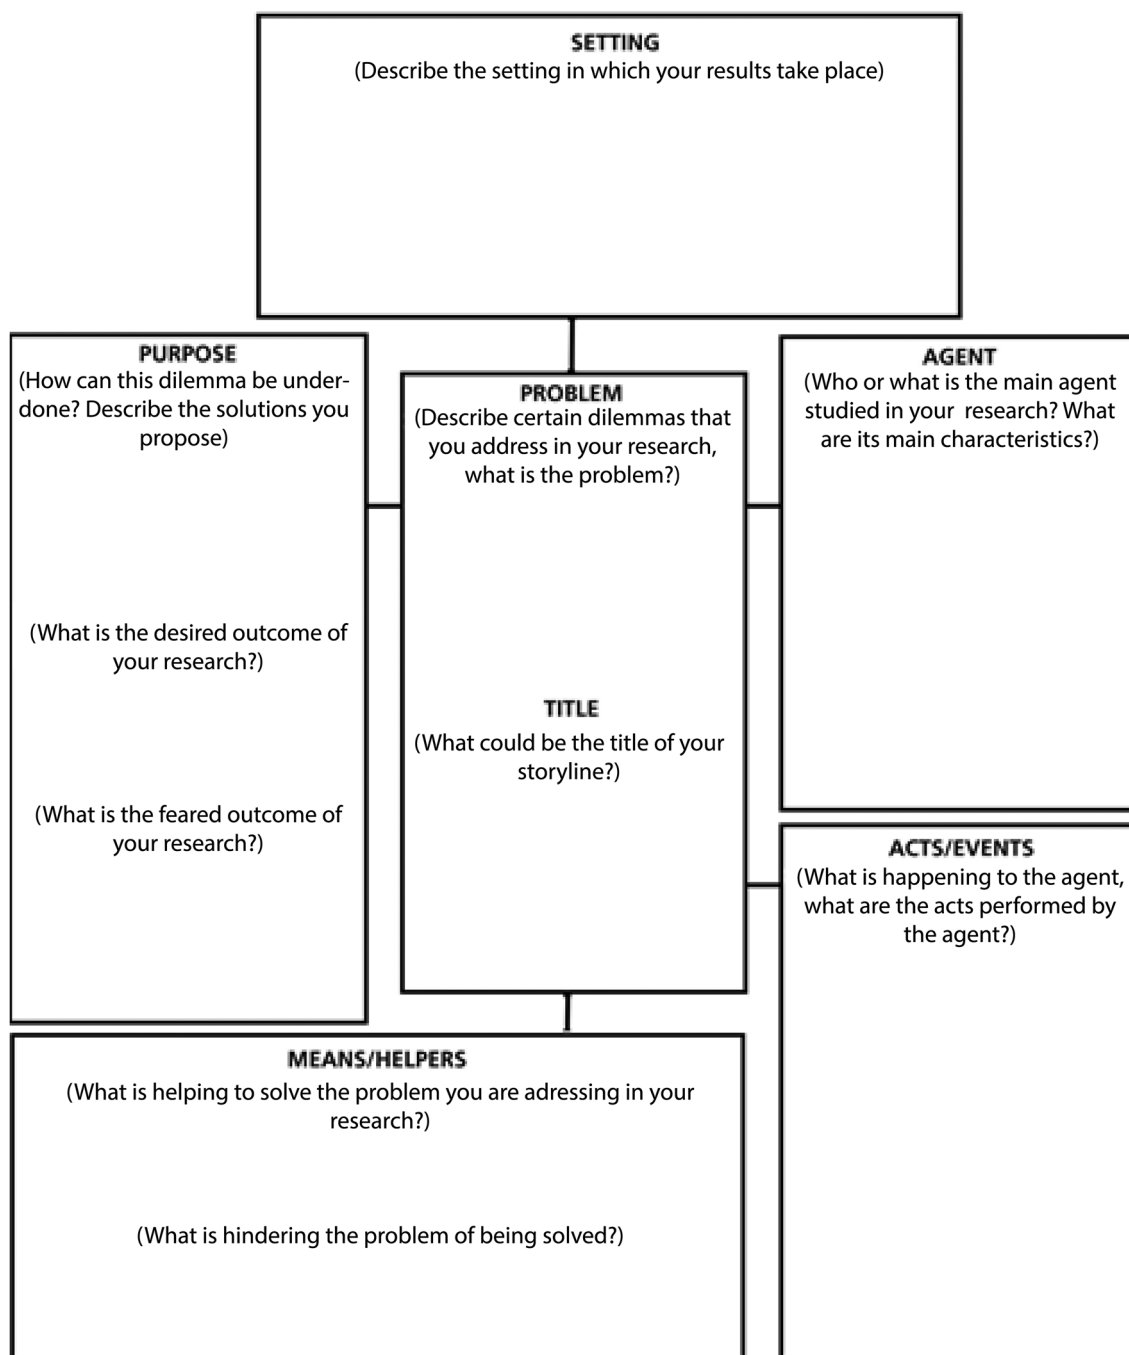 SETTING
(Describe the setting in which your results take place)
PURPOSE
(How can this dilemma be under-
done? Describe the solutions you
propose)
(What is the desired outcome of
your research?)
(What is the feared outcome of
your research?)
PROBLEM
(Describe certain dilemmas that
you address in your research,
what is the problem?)
TITLE
(What could be the title of your
storyline?)
AGENT
(Who or what is the main agent
studied in your  research? What
are its main characteristics?)
ACTS/EVENTS
(What is happening to the agent,
what are the acts performed by
the agent?)
MEANS/HELPERS
(What is helping to solve the problem you are adressing in your
research?)
(What is hindering the problem of being solved?)